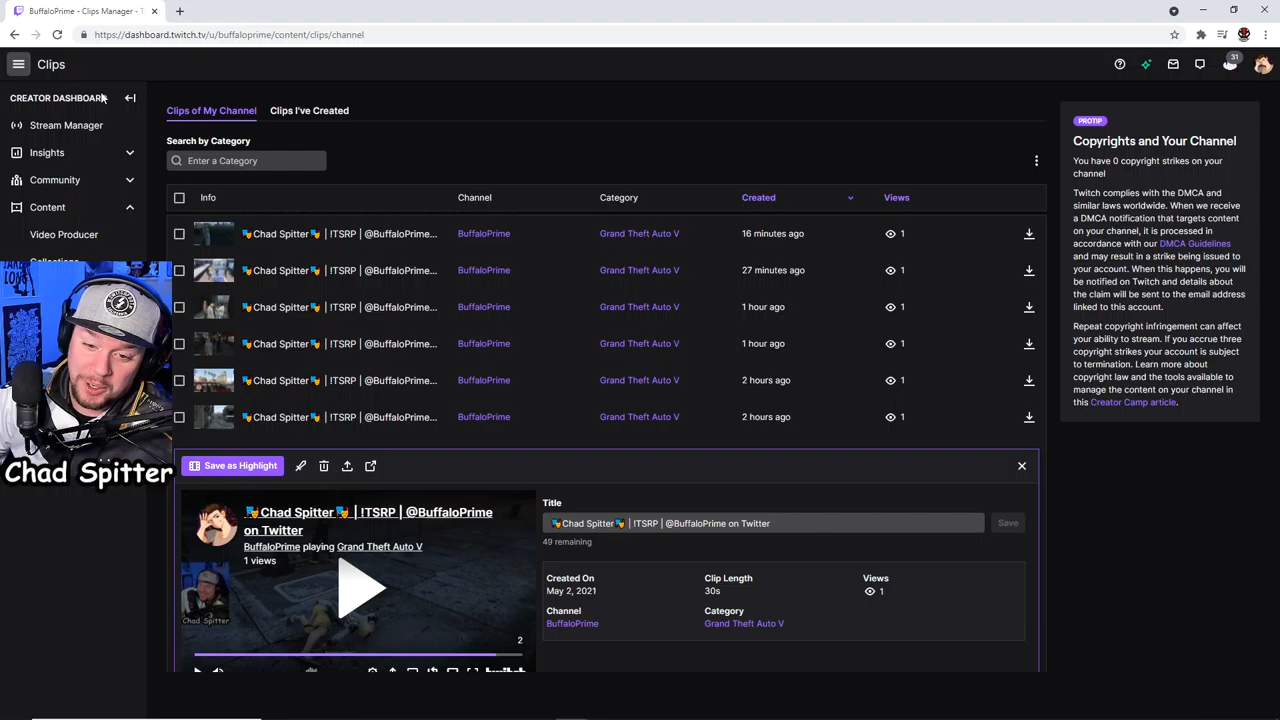 BuffaloPrime - Clips Manager - T
https://dashboard.twitch.tv/u/buffaloprime/content/clips/channel
Clips
31
CREATOR DASHBOARD
Stream Manager
Insights
Community
Content
Video Producer
Collections
Chad Spitter
Clips of My Channel Clips I've Created
Search by Category
Enter a Category
Info Channel Category Created Views
🎭Chad Spitter🎭 | !TSRP | @BuffaloPrime... BuffaloPrime Grand Theft Auto V 16 minutes ago 1
🎭Chad Spitter🎭 | !TSRP | @BuffaloPrime... BuffaloPrime Grand Theft Auto V 27 minutes ago 1
🎭Chad Spitter🎭 | !TSRP | @BuffaloPrime... BuffaloPrime Grand Theft Auto V 1 hour ago 1
🎭Chad Spitter🎭 | !TSRP | @BuffaloPrime... BuffaloPrime Grand Theft Auto V 1 hour ago 1
🎭Chad Spitter🎭 | !TSRP | @BuffaloPrime... BuffaloPrime Grand Theft Auto V 2 hours ago 1
🎭Chad Spitter🎭 | !TSRP | @BuffaloPrime... BuffaloPrime Grand Theft Auto V 2 hours ago 1
Save as Highlight
🎭Chad Spitter🎭 | !TSRP | @BuffaloPrime
on Twitter
BuffaloPrime playing Grand Theft Auto V
1 views
Chad Spitter
2
twitch
Title
🎭Chad Spitter🎭 | !TSRP | @BuffaloPrime on Twitter
Save
49 remaining
Created On Clip Length Views
May 2, 2021 30s 1
Channel Category
BuffaloPrime Grand Theft Auto V
PROTIP
Copyrights and Your Channel
You have 0 copyright strikes on your
channel
Twitch complies with the DMCA and
similar laws worldwide. When we receive
a DMCA notification that targets content
on your channel, it is processed in
accordance with our DMCA Guidelines
and may result in a strike being issued to
your account. When this happens, you will
be notified on Twitch and details about
the claim will be sent to the email address
linked to this account.
Repeat copyright infringement can affect
your ability to stream. If you accrue three
copyright strikes your account is subject
to termination. Learn more about
copyright law and the tools available to
manage the content on your channel in
this Creator Camp article.